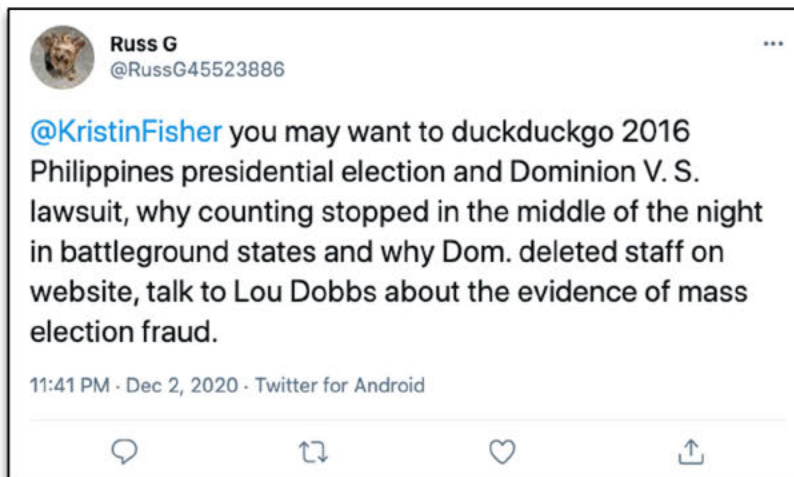 Russ G
@RussG45523886
@KristinFisher you may want to duckduckgo 2016
Philippines presidential election and Dominion V. S.
lawsuit, why counting stopped in the middle of the night
in battleground states and why Dom. deleted staff on
website, talk to Lou Dobbs about the evidence of mass
election fraud.
11:41 PM · Dec 2, 2020 · Twitter for Android